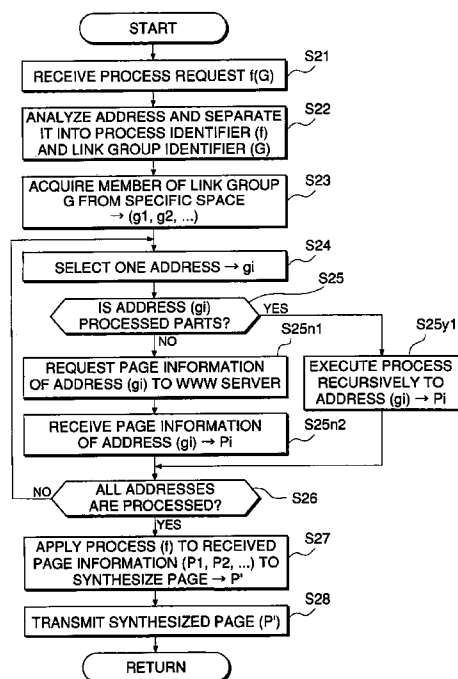 START
S21
RECEIVE PROCESS REQUEST f(G)
S22
ANALYZE ADDRESS AND SEPARATE
IT INTO PROCESS IDENTIFIER (f)
AND LINK GROUP IDENTIFIER (G)
S23
ACQUIRE MEMBER OF LINK GROUP
G FROM SPECIFIC SPACE
→ (g1, g2, ...)
S24
SELECT ONE ADDRESS → gi
S25
IS ADDRESS (gi)
PROCESSED PARTS?
YES
NO
S25n1
S25y1
REQUEST PAGE INFORMATION
OF ADDRESS (gi) TO WWW SERVER
EXECUTE PROCESS
RECURSIVELY TO
ADDRESS (gi) → Pi
S25n2
RECEIVE PAGE INFORMATION
OF ADDRESS (gi) → Pi
NO
ALL ADDRESSES
ARE PROCESSED?
S26
YES
S27
APPLY PROCESS (f) TO RECEIVED
PAGE INFORMATION (P1, P2, ...) TO
SYNTHESIZE PAGE → P'
S28
TRANSMIT SYNTHESIZED PAGE (P')
RETURN